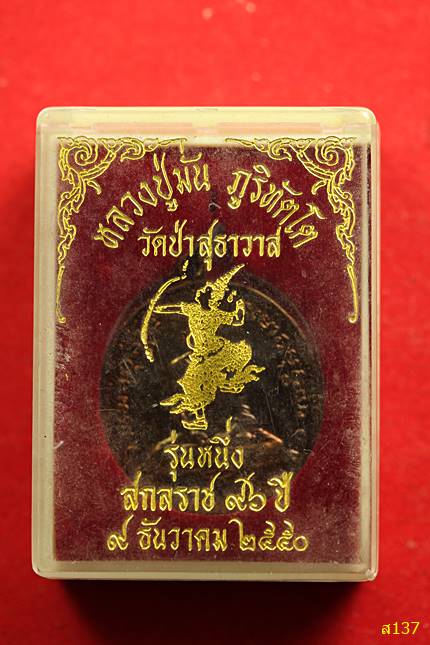 หลวงปู่มั่น ภูริทัตโต
วัดป่าสุธาวาส
รุ่นหนึ่ง
สกลราช ๙๖ ปี
๙ ธันวาคม ๒๕๕๐
ส137